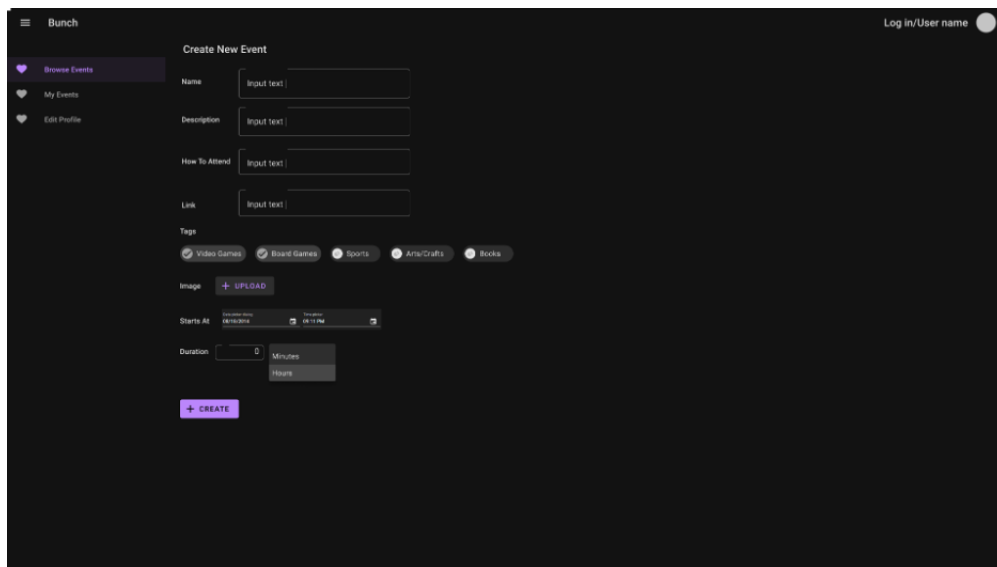 Bunch
Log in/User name
Create New Event
Browse Events
My Events
Edit Profile
Name
Input text
Description
Input text
How To Attend
Input text
Link
Input text
Tags
Video Games Board Games Sports Arts/Crafts Books
Image + UPLOAD
Starts At
Duration 0
Minutes
Hours
+ CREATE